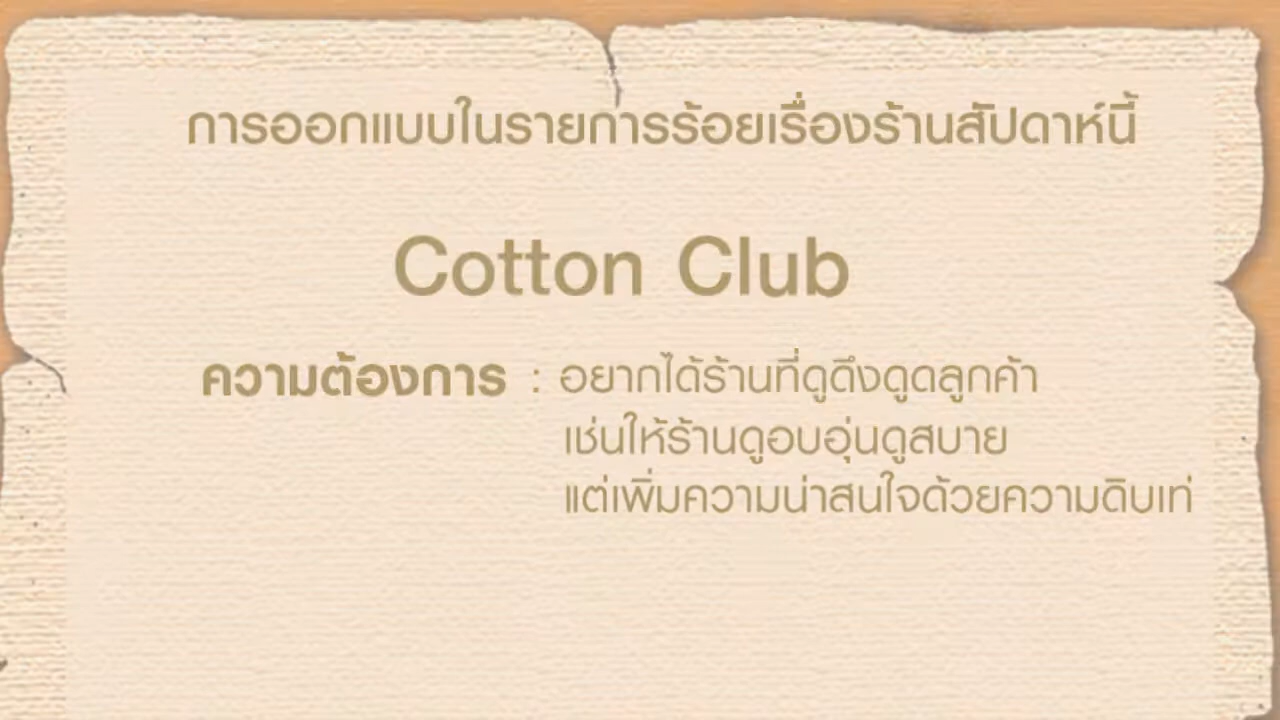 การออกแบบในรายการร้อยเรื่องร้านสัปดาห์นี้
Cotton Club
ความต้องการ : อยากได้ร้านที่ดูดึงดูดลูกค้า
เช่นให้ร้านดูอบอุ่นดูสบาย
แต่เพิ่มความน่าสนใจด้วยความดิบเท่